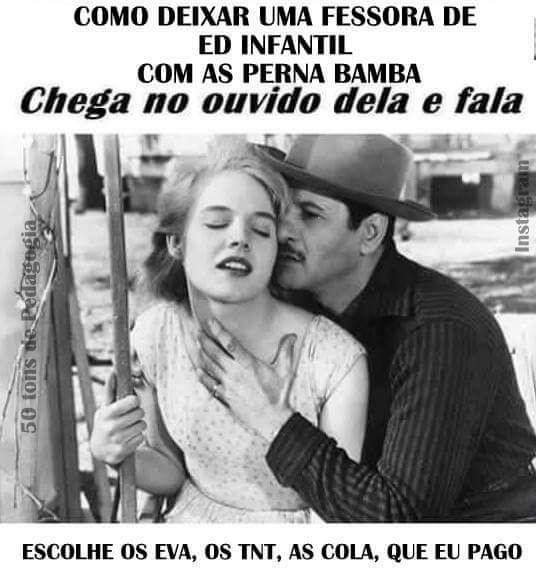 COMO DEIXAR UMA FESSORA DE
ED INFANTIL
COM AS PERNA BAMBA
Chega no ouvido dela e fala
50 tons de Pedagogia
Instagram
ESCOLHE OS EVA, OS TNT, AS COLA, QUE EU PAGO